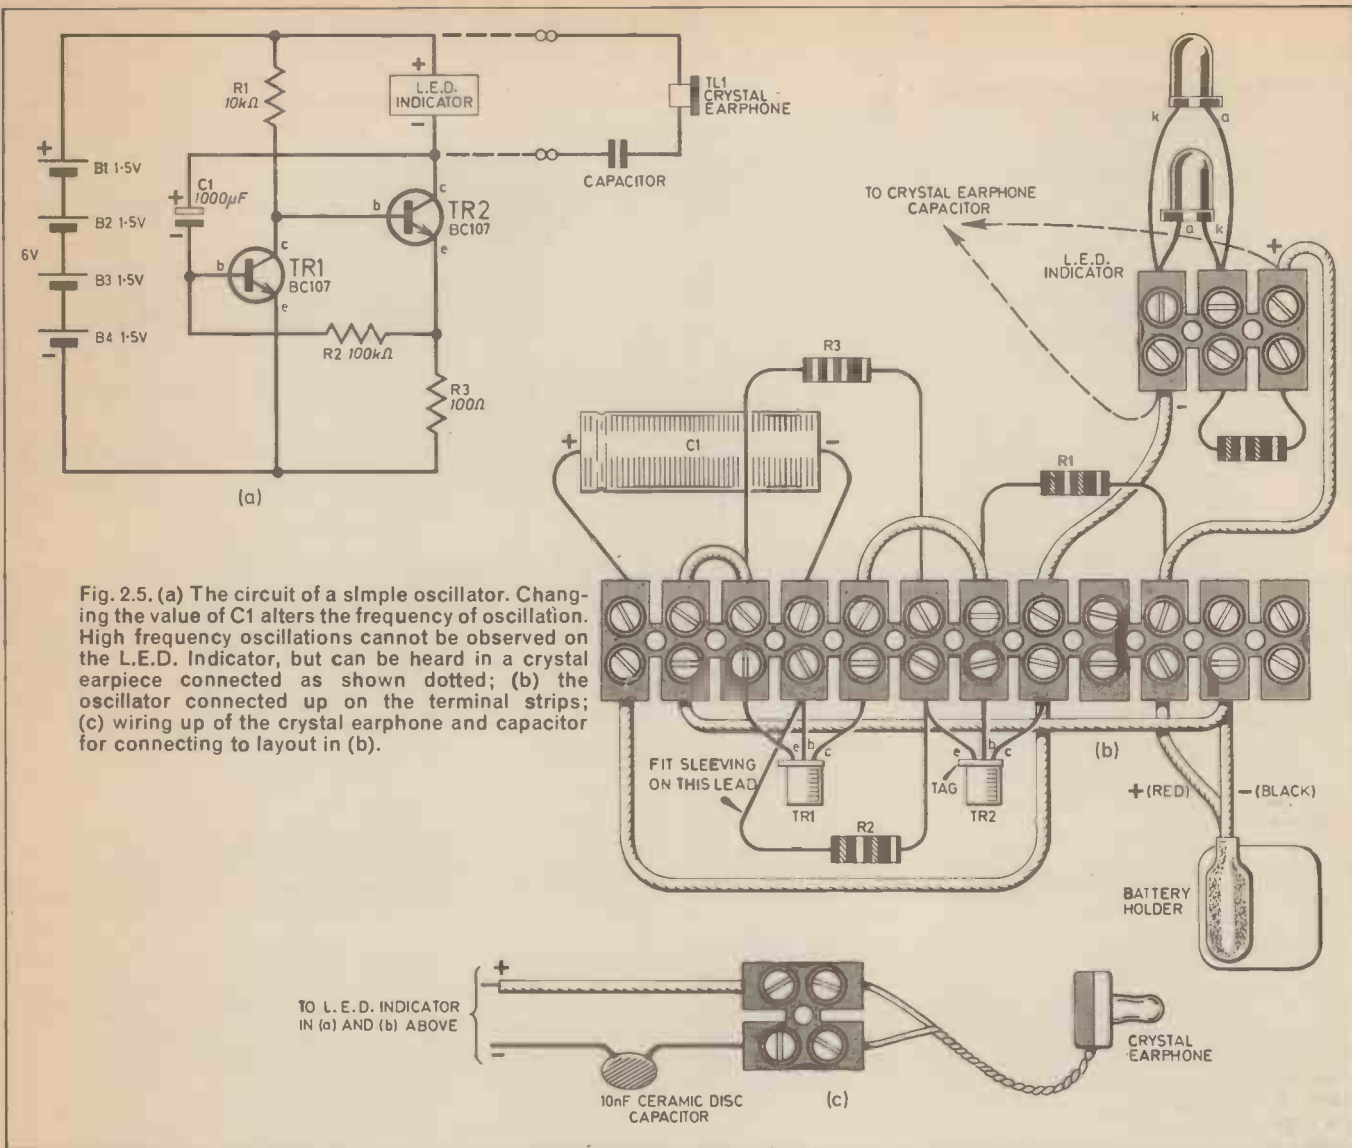 +
B1 1·5V
B2 1·5V
6V
B3 1·5V
B4 1·5V
−
R1
10kΩ
C1
1000µF
+
−
b
c
e
TR1
BC107
R2 100kΩ
+
L.E.D.
INDICATOR
−
b
c
e
TR2
BC107
R3
100Ω
TL1
CRYSTAL
EARPHONE
CAPACITOR
(a)
k
a
a
k
TO CRYSTAL EARPHONE
CAPACITOR
L.E.D.
INDICATOR
+
−
R3
+
C1
−
R1
Fig. 2.5. (a) The circuit of a simple oscillator. Chang-
ing the value of C1 alters the frequency of oscillation.
High frequency oscillations cannot be observed on
the L.E.D. Indicator, but can be heard in a crystal
earpiece connected as shown dotted; (b) the
oscillator connected up on the terminal strips;
(c) wiring up of the crystal earphone and capacitor
for connecting to layout in (b).
FIT SLEEVING
ON THIS LEAD
e
b
c
TR1
R2
e
b
c
TAG
TR2
(b)
+(RED)
−(BLACK)
BATTERY
HOLDER
+
TO L.E.D. INDICATOR
IN (a) AND (b) ABOVE
−
10nF CERAMIC DISC
CAPACITOR
(c)
CRYSTAL
EARPHONE